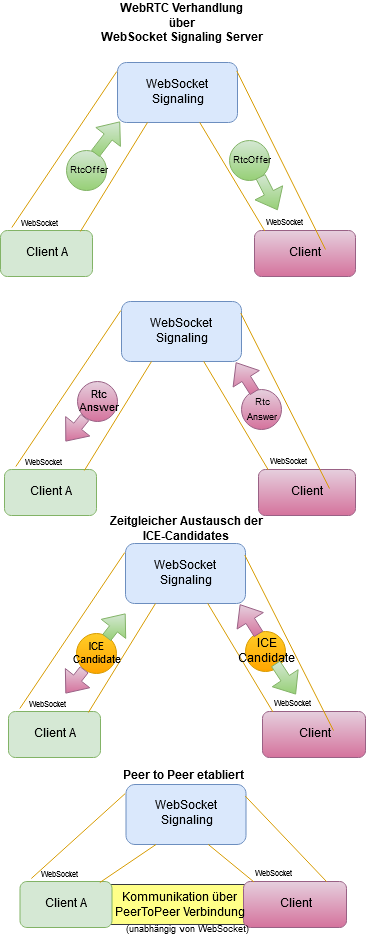 WebRTC Verhandlung
über
WebSocket Signaling Server
WebSocket
Signaling
RtcOffer
RtcOffer
WebSocket
WebSocket
Client A
Client
WebSocket
Signaling
Rtc
Answer
Rtc
Answer
WebSocket
WebSocket
Client A
Client
Zeitgleicher Austausch der
ICE-Candidates
WebSocket
Signaling
ICE
Candidate
ICE
Candidate
WebSocket
WebSocket
Client A
Client
Peer to Peer etabliert
WebSocket
Signaling
WebSocket
WebSocket
Client A
Kommunikation über
PeerToPeer Verbindung
Client
(unabhängig von WebSocket)